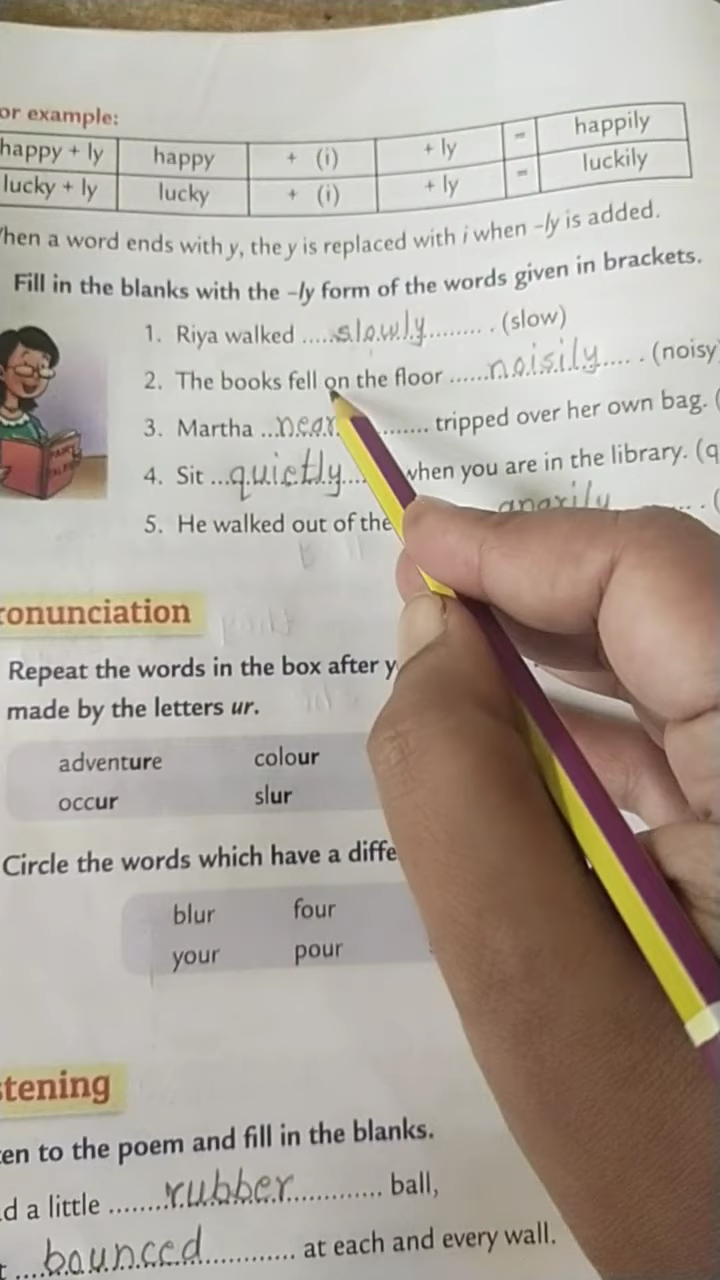 or example:
happy + ly happy + (i) + ly = happily
lucky + ly lucky + (i) + ly = luckily
hen a word ends with y, the y is replaced with i when –ly is added.
Fill in the blanks with the –ly form of the words given in brackets.
1. Riya walked .....slowly........ . (slow)
2. The books fell on the floor ......noisily.... . (noisy
3. Martha ...near ........ tripped over her own bag. (
4. Sit ...quietly.... when you are in the library. (q
5. He walked out of the angrily .. . (
ronunciation
Repeat the words in the box after y
made by the letters ur.
adventure colour
occur slur
Circle the words which have a diffe
blur four
your pour
stening
en to the poem and fill in the blanks.
d a little ........rubber.............. ball,
t ....bounced.............. at each and every wall.